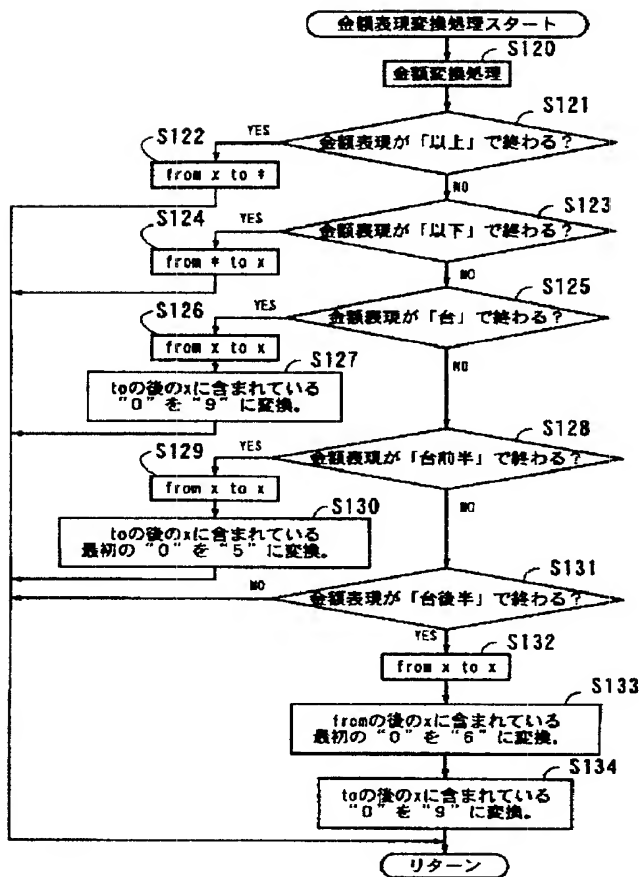 金額表現変換処理スタート
S120
金額変換処理
S121
金額表現が「以上」で終わる?
YES
S122
from x to *
NO
S123
金額表現が「以下」で終わる?
YES
S124
from * to x
NO
S125
金額表現が「台」で終わる?
YES
S126
from x to x
S127
toの後のxに含まれている
"0"を"9"に変換。
NO
S128
金額表現が「台前半」で終わる?
YES
S129
from x to x
S130
toの後のxに含まれている
最初の"0"を"5"に変換。
NO
S131
金額表現が「台後半」で終わる?
NO
YES
S132
from x to x
S133
fromの後のxに含まれている
最初の"0"を"6"に変換。
S134
toの後のxに含まれている
"0"を"9"に変換。
リターン